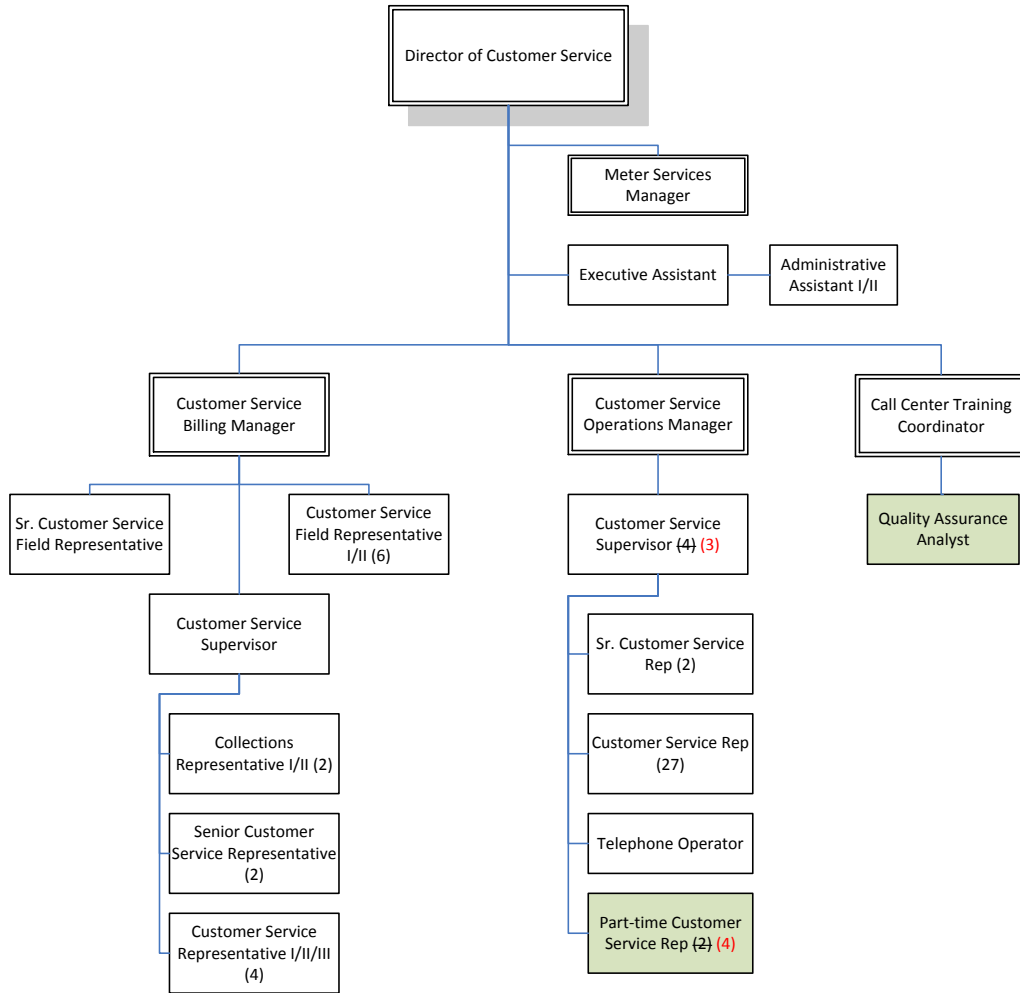 Director of Customer Service
Meter Services
Manager
Executive Assistant
Administrative
Assistant I/II
Customer Service
Billing Manager
Customer Service
Operations Manager
Call Center Training
Coordinator
Sr. Customer Service
Field Representative
Customer Service
Field Representative
I/II (6)
Customer Service
Supervisor (4) (3)
Quality Assurance
Analyst
Customer Service
Supervisor
Sr. Customer Service
Rep (2)
Collections
Representative I/II (2)
Customer Service Rep
(27)
Senior Customer
Service Representative
(2)
Telephone Operator
Customer Service
Representative I/II/III
(4)
Part-time Customer
Service Rep (2) (4)